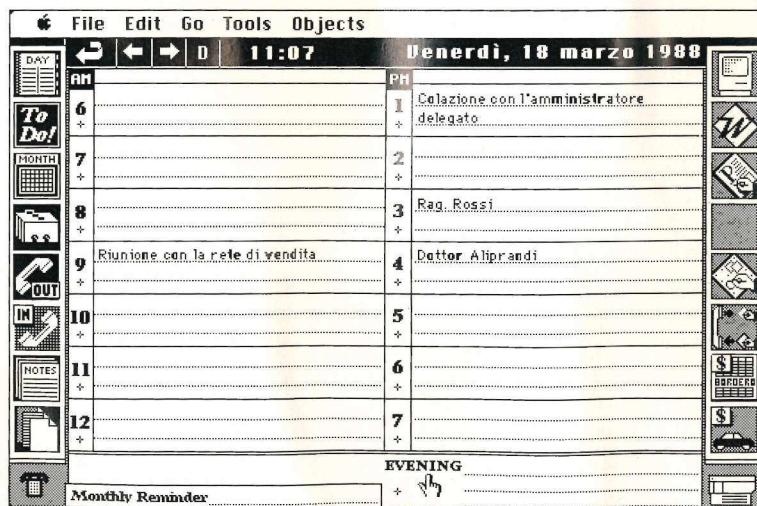 File Edit Go Tools Objects
D 11:07 Venerdì, 18 marzo 1988
DAY
To Do!
MONTH
OUT
IN
NOTES
AM
6
7
8
9 Riunione con la rete di vendita
10
11
12
PM
1 Colazione con l'amministratore
delegato
2
3 Rag. Rossi
4 Dottor Aliprandi
5
6
7
EVENING
Monthly Reminder
W
$
BORDERO
$